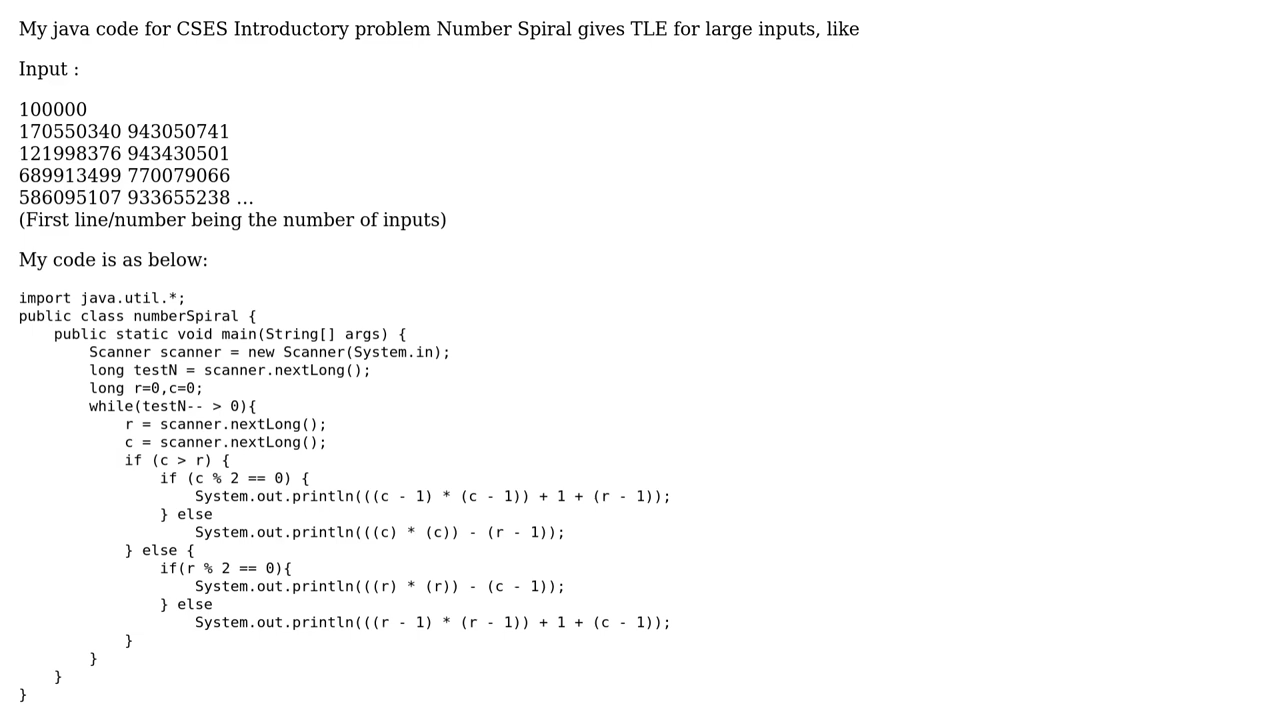 My java code for CSES Introductory problem Number Spiral gives TLE for large inputs, like
Input :
100000
170550340 943050741
121998376 943430501
689913499 770079066
586095107 933655238 ...
(First line/number being the number of inputs)
My code is as below:
import java.util.*;
public class numberSpiral {
    public static void main(String[] args) {
        Scanner scanner = new Scanner(System.in);
        long testN = scanner.nextLong();
        long r=0,c=0;
        while(testN-- > 0){
            r = scanner.nextLong();
            c = scanner.nextLong();
            if (c > r) {
                if (c % 2 == 0) {
                    System.out.println(((c - 1) * (c - 1)) + 1 + (r - 1));
                } else
                    System.out.println(((c) * (c)) - (r - 1));
            } else {
                if(r % 2 == 0){
                    System.out.println(((r) * (r)) - (c - 1));
                } else
                    System.out.println(((r - 1) * (r - 1)) + 1 + (c - 1));
            }
        }
    }
}